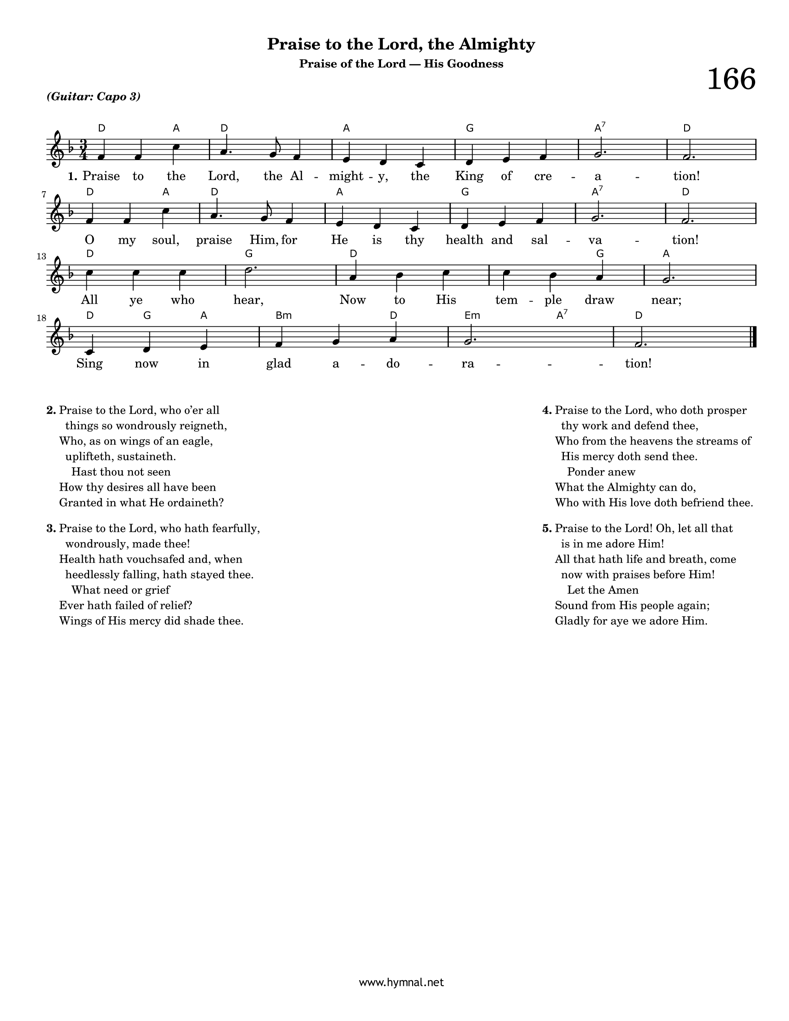 Praise to the Lord, the Almighty
Praise of the Lord — His Goodness
166
(Guitar: Capo 3)
D A D A G A7 D
1. Praise to the Lord, the Al - might - y, the King of cre - a - tion!
7
D A D A G A7 D
O my soul, praise Him, for He is thy health and sal - va - tion!
13
D G D G A
All ye who hear, Now to His tem - ple draw near;
18
D G A Bm D Em A7 D
Sing now in glad a - do - ra - - - tion!
2. Praise to the Lord, who o'er all
things so wondrously reigneth,
Who, as on wings of an eagle,
uplifteth, sustaineth.
Hast thou not seen
How thy desires all have been
Granted in what He ordaineth?
3. Praise to the Lord, who hath fearfully,
wondrously, made thee!
Health hath vouchsafed and, when
heedlessly falling, hath stayed thee.
What need or grief
Ever hath failed of relief?
Wings of His mercy did shade thee.
4. Praise to the Lord, who doth prosper
thy work and defend thee,
Who from the heavens the streams of
His mercy doth send thee.
Ponder anew
What the Almighty can do,
Who with His love doth befriend thee.
5. Praise to the Lord! Oh, let all that
is in me adore Him!
All that hath life and breath, come
now with praises before Him!
Let the Amen
Sound from His people again;
Gladly for aye we adore Him.
www.hymnal.net